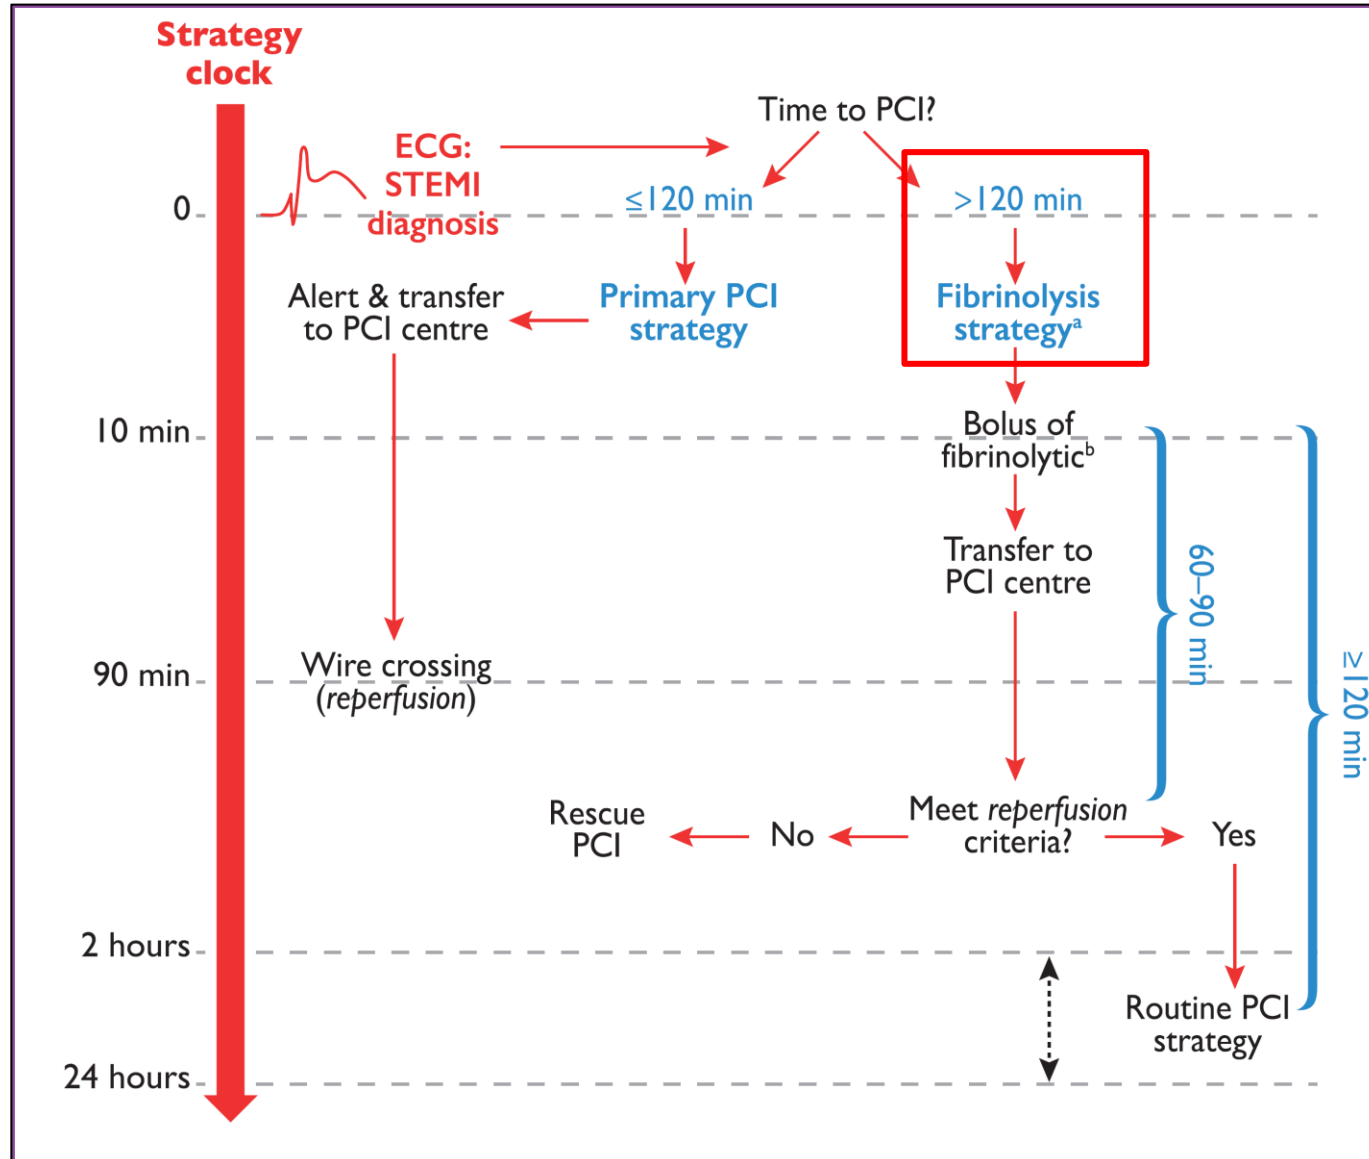 Strategy
clock
Time to PCI?
ECG:
STEMI
diagnosis
0
≤120 min
>120 min
Alert & transfer
to PCI centre
Primary PCI
strategy
Fibrinolysis
strategyᵃ
10 min
Bolus of
fibrinolyticᵇ
Transfer to
PCI centre
60–90 min
≥120 min
90 min
Wire crossing
(reperfusion)
Rescue
PCI
No
Meet reperfusion
criteria?
Yes
2 hours
Routine PCI
strategy
24 hours